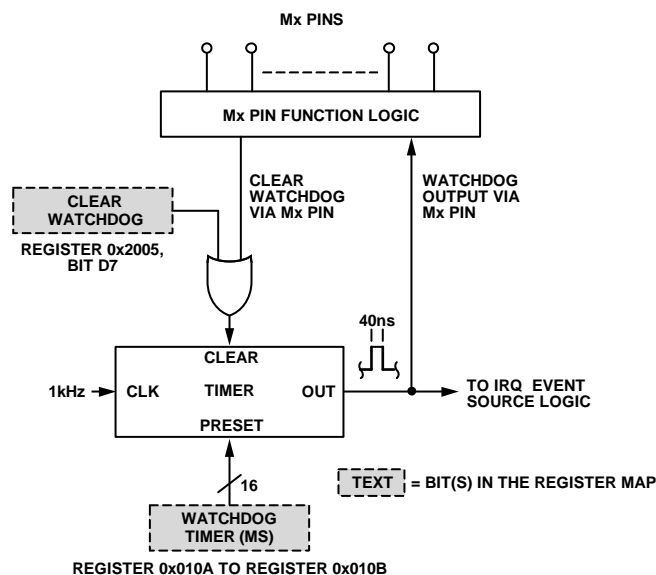 Mx PINS
Mx PIN FUNCTION LOGIC
CLEAR
WATCHDOG
VIA Mx PIN
WATCHDOG
OUTPUT VIA
Mx PIN
CLEAR
WATCHDOG
REGISTER 0x2005,
BIT D7
40ns
CLEAR
1kHz
CLK
TIMER
OUT
PRESET
TO IRQ EVENT
SOURCE LOGIC
16
WATCHDOG
TIMER (MS)
TEXT = BIT(S) IN THE REGISTER MAP
REGISTER 0x010A TO REGISTER 0x010B